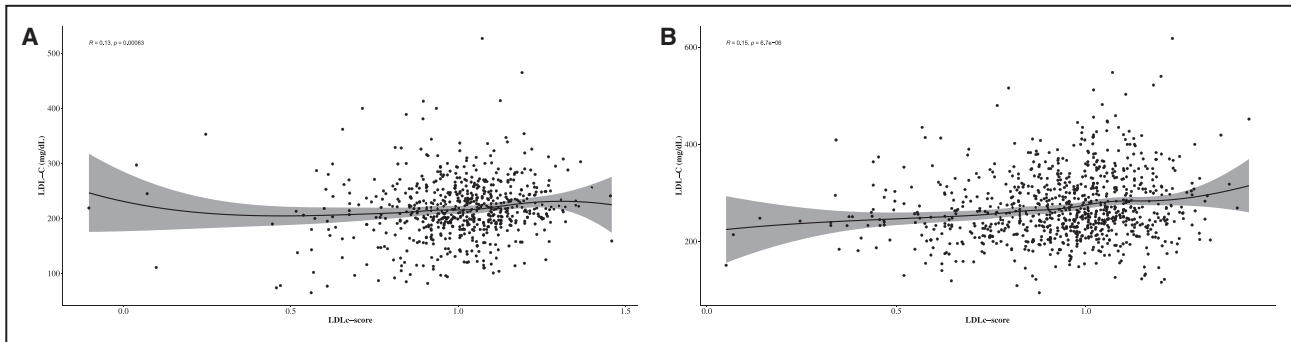 A
R = 0.13, p = 0.00063
500
400
300
200
100
LDL−C (mg/dL)
0.0
0.5
1.0
1.5
LDLc−score
B
R = 0.15, p = 6.7e−06
600
400
200
LDL−C (mg/dL)
0.0
0.5
1.0
LDLc−score